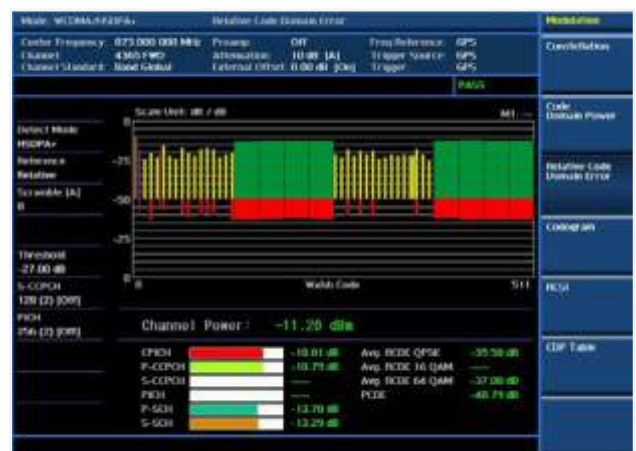 Mode: WCDMA/HSDPA+
Relative Code Domain Error
Modulation
Center Frequency 873.000 000 MHz
Preamp Off
Freq Reference GPS
Channel 4365 FWD
Attenuation 10 dB [A]
Trigger Source GPS
Channel Standard Band Global
External Offset 0.00 dB [On]
Trigger GPS
PASS
Constellation
Code Domain Power
Relative Code Domain Error
Codogram
RCSI
CDP Table
Detect Mode
HSDPA+
Reference
Relative
Scramble [A]
0
Threshold
-27.00 dB
S-CCPCH
128 (2) [Off]
PICH
256 (2) [Off]
Scale Unit: dB / dB
M1: --
0
-25
-50
-75
0
Walsh Code
511
Channel Power: -11.20 dBm
CPICH -10.81 dB
P-CCPCH -10.79 dB
S-CCPCH ----
PICH ----
P-SCH -13.70 dB
S-SCH -13.29 dB
Avg. RCDE QPSK -35.50 dB
Avg. RCDE 16 QAM ----
Avg. RCDE 64 QAM -37.00 dB
PCDE -48.79 dB